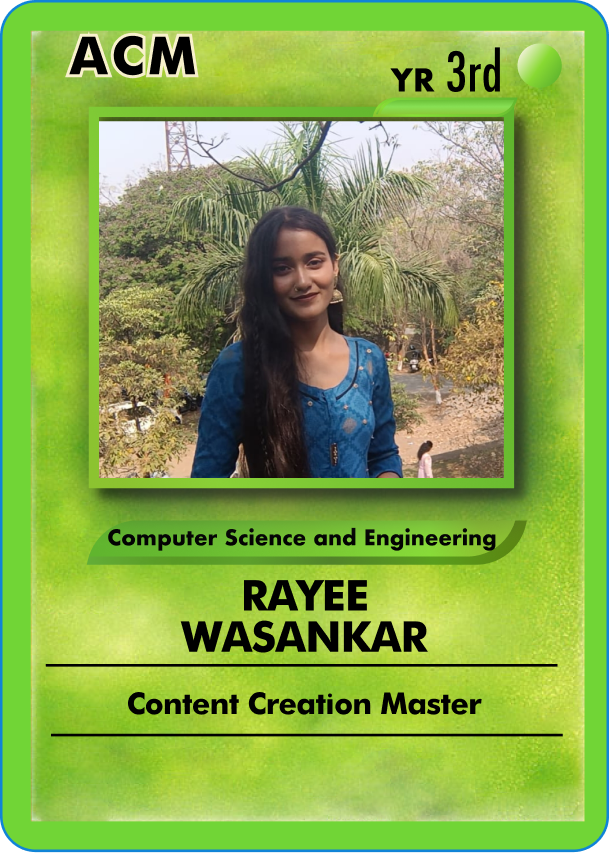 ACM
YR 3rd
Computer Science and Engineering
RAYEE
WASANKAR
Content Creation Master